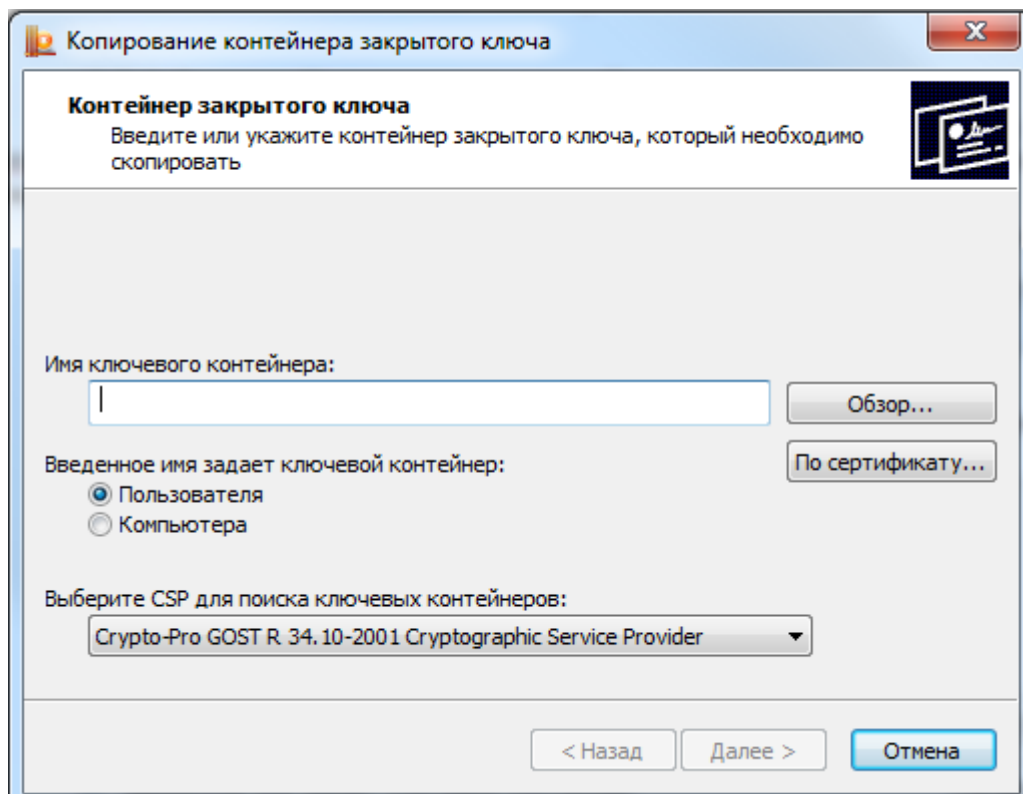 Копирование контейнера закрытого ключа
Контейнер закрытого ключа
Введите или укажите контейнер закрытого ключа, который необходимо
скопировать
Имя ключевого контейнера:
Обзор...
По сертификату...
Введенное имя задает ключевой контейнер:
Пользователя
Компьютера
Выберите CSP для поиска ключевых контейнеров:
Crypto-Pro GOST R 34.10-2001 Cryptographic Service Provider
< Назад
Далее >
Отмена